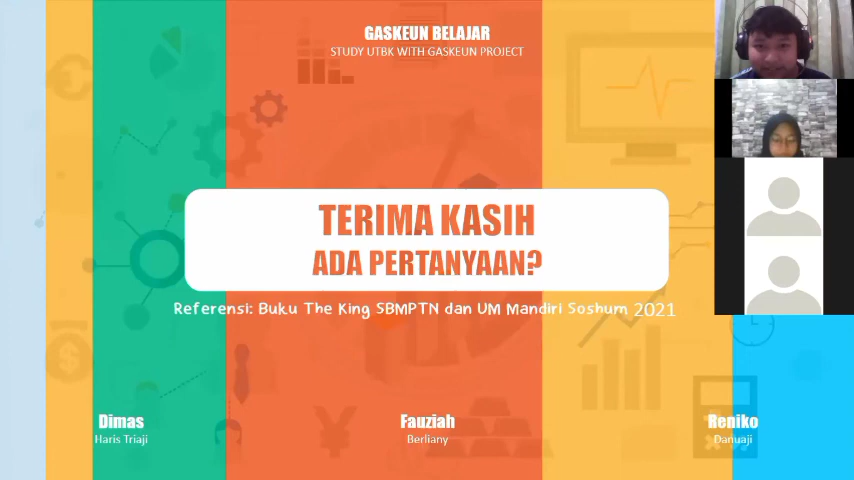 GASKEUN BELAJAR
STUDY UTBK WITH GASKEUN PROJECT
TERIMA KASIH
ADA PERTANYAAN?
Referensi: Buku The King SBMPTN dan UM Mandiri Soshum 2021
Dimas
Haris Triaji
Fauziah
Berliany
Reniko
Danuaji